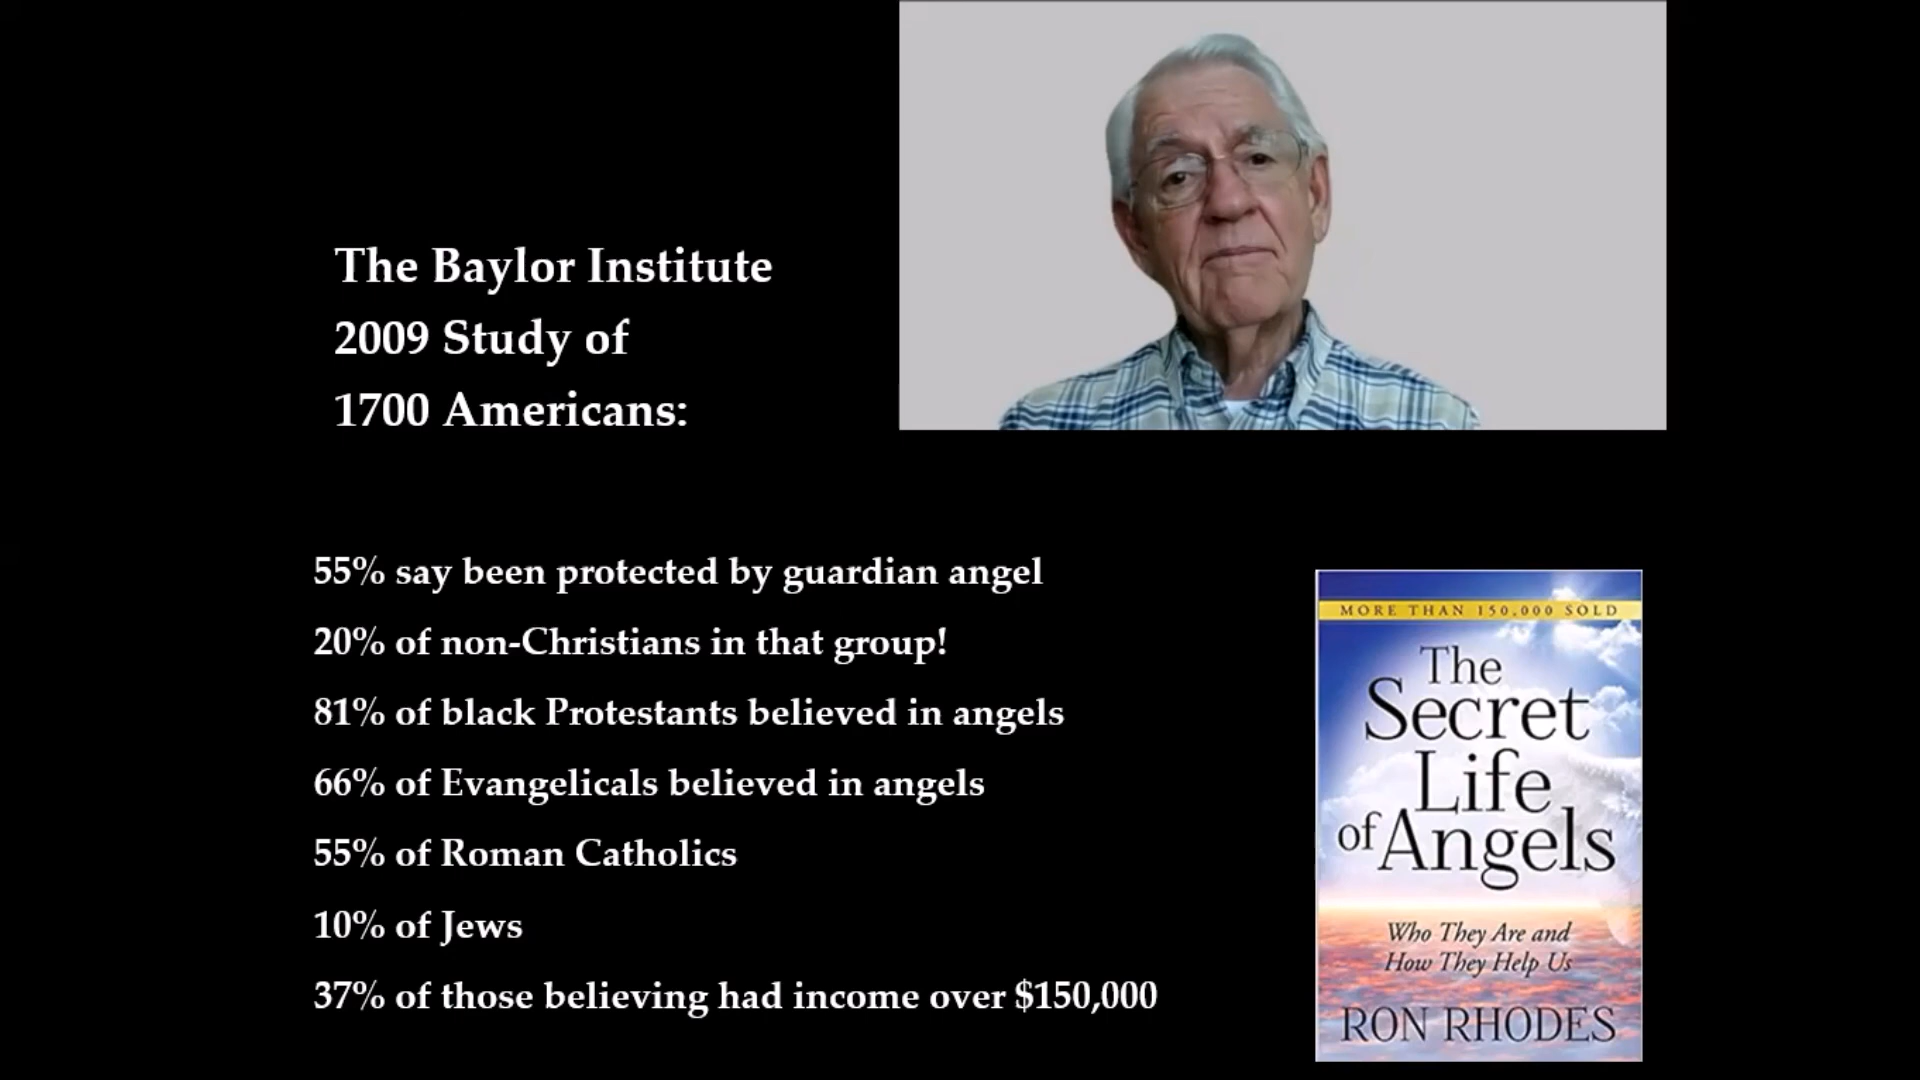 The Baylor Institute
2009 Study of
1700 Americans:
55% say been protected by guardian angel
20% of non-Christians in that group!
81% of black Protestants believed in angels
66% of Evangelicals believed in angels
55% of Roman Catholics
10% of Jews
37% of those believing had income over $150,000
MORE THAN 150,000 SOLD
The
Secret
Life
of Angels
Who They Are and
How They Help Us
RON RHODES